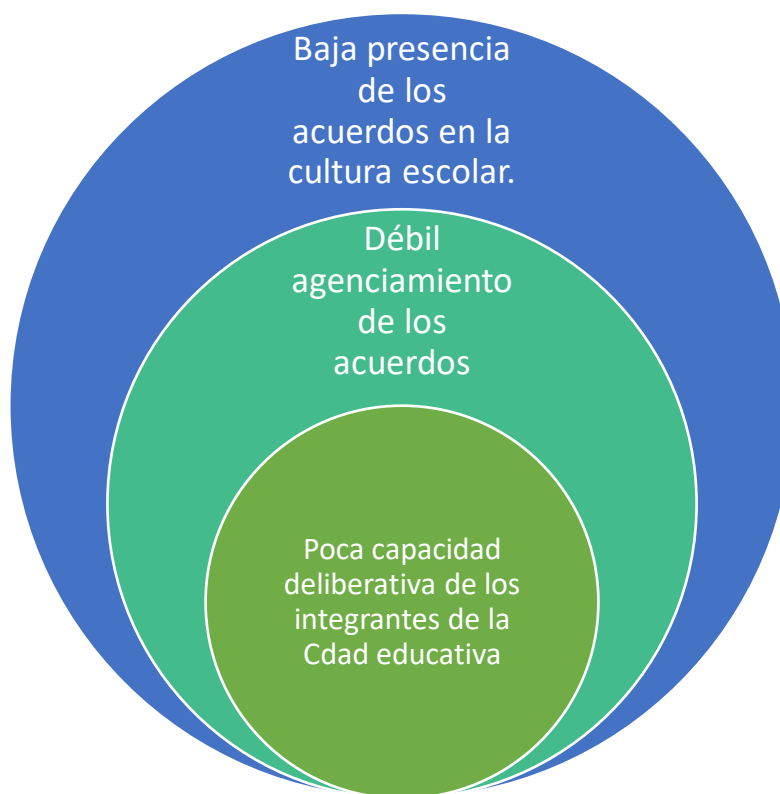 Baja presencia
de los
acuerdos en la
cultura escolar.
Débil
agenciamiento
de los
acuerdos
Poca capacidad
deliberativa de los
integrantes de la
Cdad educativa